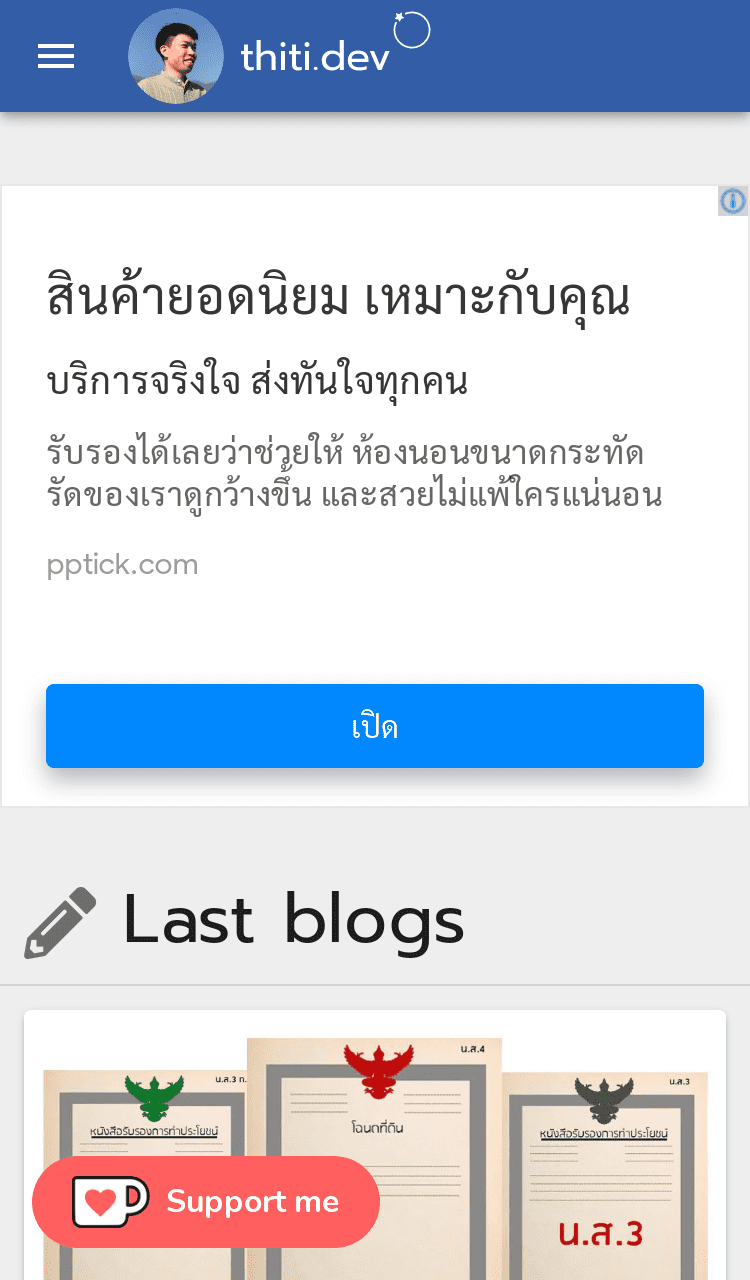 thiti.dev
สินค้ายอดนิยม เหมาะกับคุณ
บริการจริงใจ ส่งทันใจทุกคน
รับรองได้เลยว่าช่วยให้ ห้องนอนขนาดกระทัด
รัดของเราดูกว้างขึ้น และสวยไม่แพ้ใครแน่นอน
pptick.com
เปิด
Last blogs
น.ส.3 ก.
น.ส.4
น.ส.3
หนังสือรับรองการทำประโยชน์
โฉนดที่ดิน
หนังสือรับรองการทำประโยชน์
น.ส.3
Support me